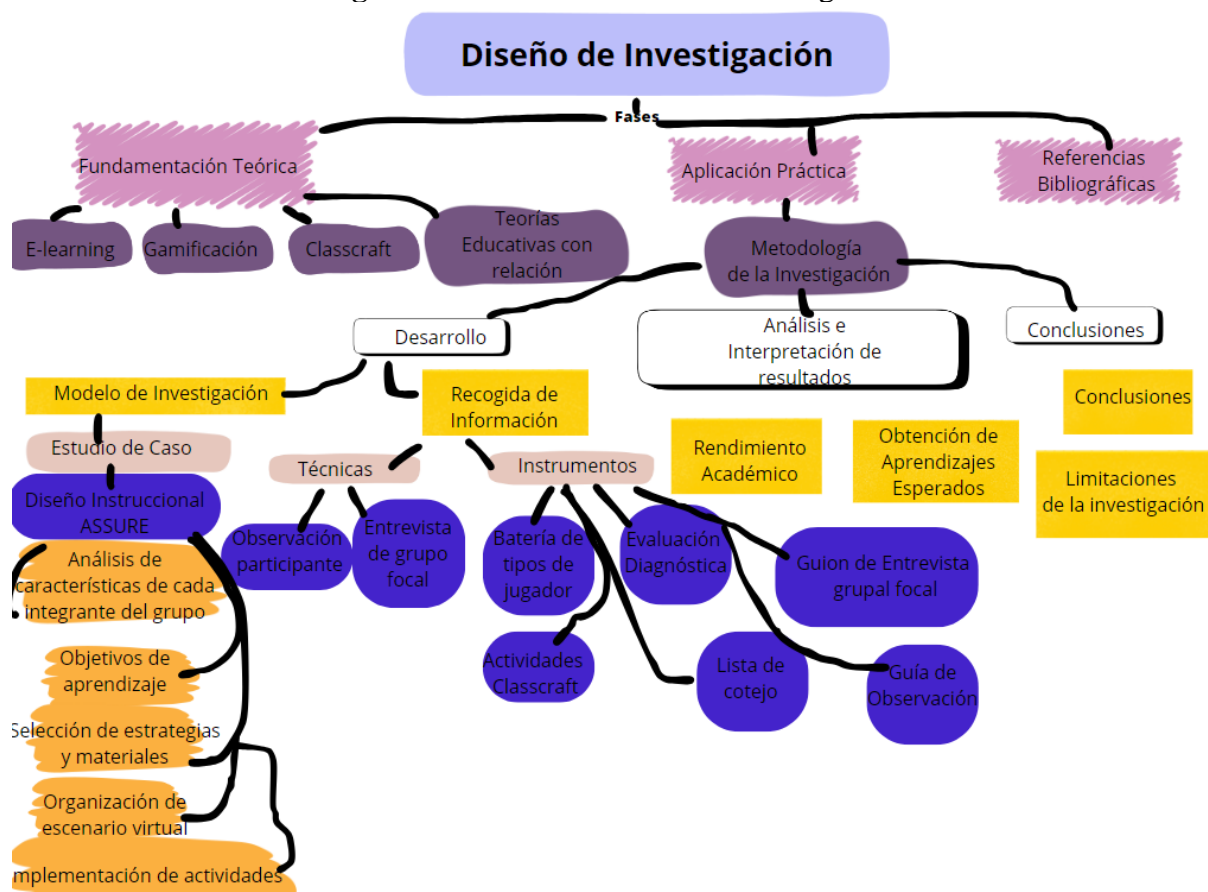 Diseño de Investigación
Fases
Fundamentación Teórica
Aplicación Práctica
Referencias
Bibliográficas
E-learning
Gamificación
Classcraft
Teorías
Educativas con
relación
Metodología
de la Investigación
Desarrollo
Análisis e
Interpretación de
resultados
Conclusiones
Modelo de Investigación
Recogida de
Información
Conclusiones
Estudio de Caso
Técnicas
Instrumentos
Rendimiento
Académico
Obtención de
Aprendizajes
Esperados
Limitaciones
de la investigación
Diseño Instruccional
ASSURE
Observación
participante
Entrevista
de grupo
focal
Batería de
tipos de
jugador
Evaluación
Diagnóstica
Guion de Entrevista
grupal focal
Análisis de
características de cada
integrante del grupo
Actividades
Classcraft
Lista de
cotejo
Guía de
Observación
Objetivos de
aprendizaje
Selección de estrategias
y materiales
Organización de
escenario virtual
mplementación de actividades